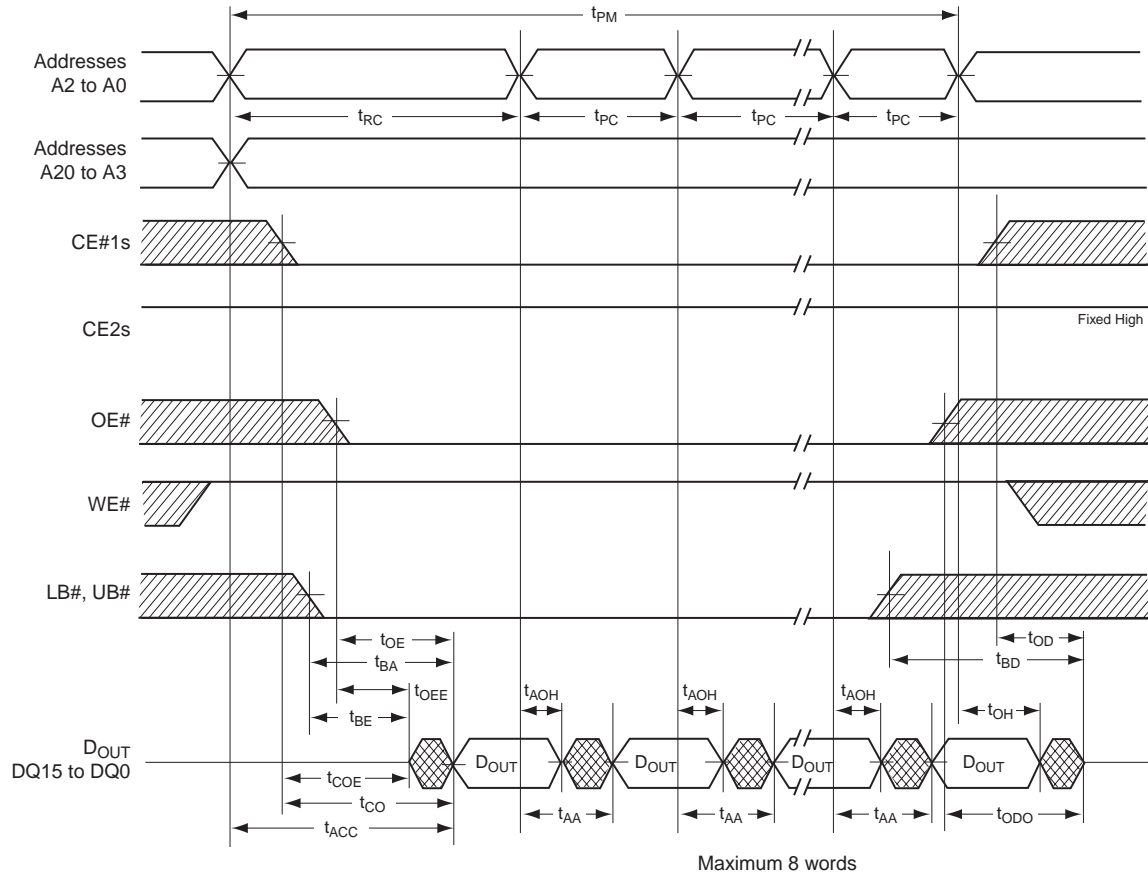 tPM
Addresses
A2 to A0
tRC tPC tPC tPC
Addresses
A20 to A3
CE#1s
CE2s
Fixed High
OE#
WE#
LB#, UB#
tOE tOD
tBA tBD
tOEE tAOH tAOH tAOH
tBE tOH
DOUT
DQ15 to DQ0
DOUT DOUT DOUT DOUT
tCOE
tCO tAA tAA tAA tODO
tACC
Maximum 8 words